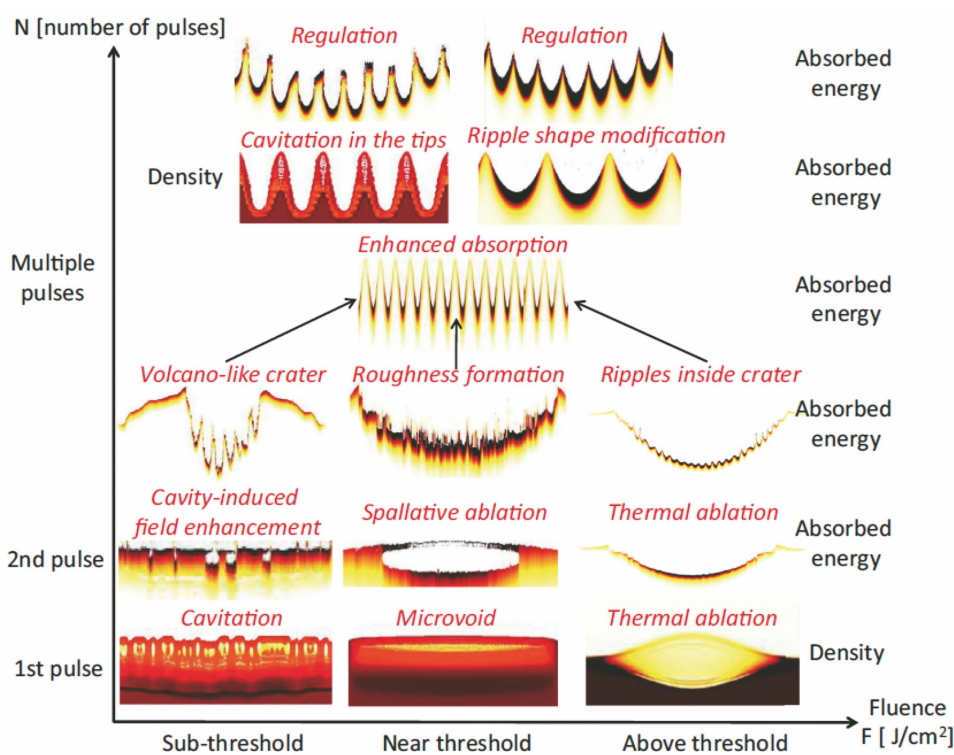 N [number of pulses]
Regulation
Regulation
Absorbed
energy
Cavitation in the tips
Ripple shape modification
Density
Absorbed
energy
Enhanced absorption
Multiple
pulses
Absorbed
energy
Volcano-like crater
Roughness formation
Ripples inside crater
Absorbed
energy
Cavity-induced
field enhancement
Spallative ablation
Thermal ablation
2nd pulse
Absorbed
energy
Cavitation
Microvoid
Thermal ablation
1st pulse
Density
Fluence
F [ J/cm²]
Sub-threshold
Near threshold
Above threshold